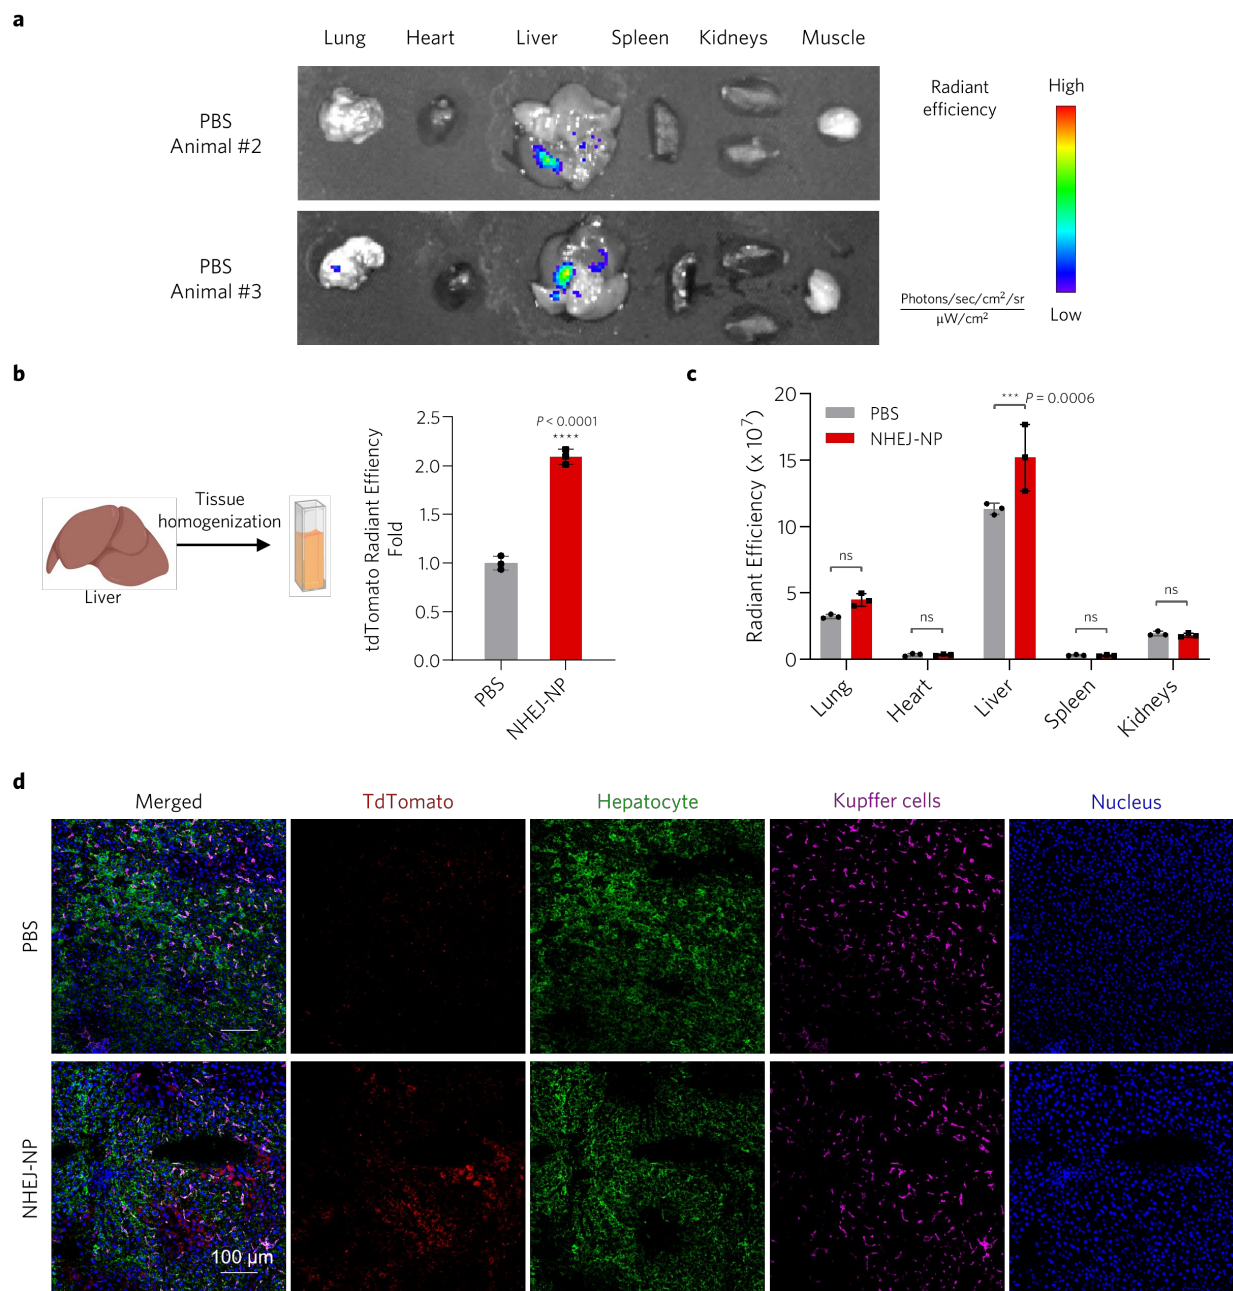 a
Lung Heart Liver Spleen Kidneys Muscle
PBS
Animal #2
Radiant
efficiency
High
PBS
Animal #3
Photons/sec/cm²/sr
µW/cm²
Low
b
Tissue
homogenization
Liver
tdTomato Radiant Effiency
Fold
2.5
2.0
1.5
1.0
0.5
0.0
P < 0.0001
****
PBS
NHEJ-NP
c
Radiant Efficiency (x 10⁷)
20
15
10
5
0
PBS
NHEJ-NP
*** P = 0.0006
ns
ns
ns
ns
Lung
Heart
Liver
Spleen
Kidneys
d
Merged TdTomato Hepatocyte Kupffer cells Nucleus
PBS
NHEJ-NP
100 µm